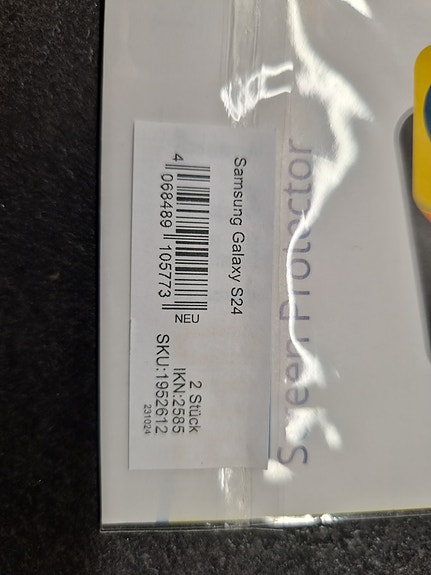 Samsung Galaxy S24
4 068489 105773
NEU
2 Stück
IKN:2585
SKU:1952612
231024
Screen Protector